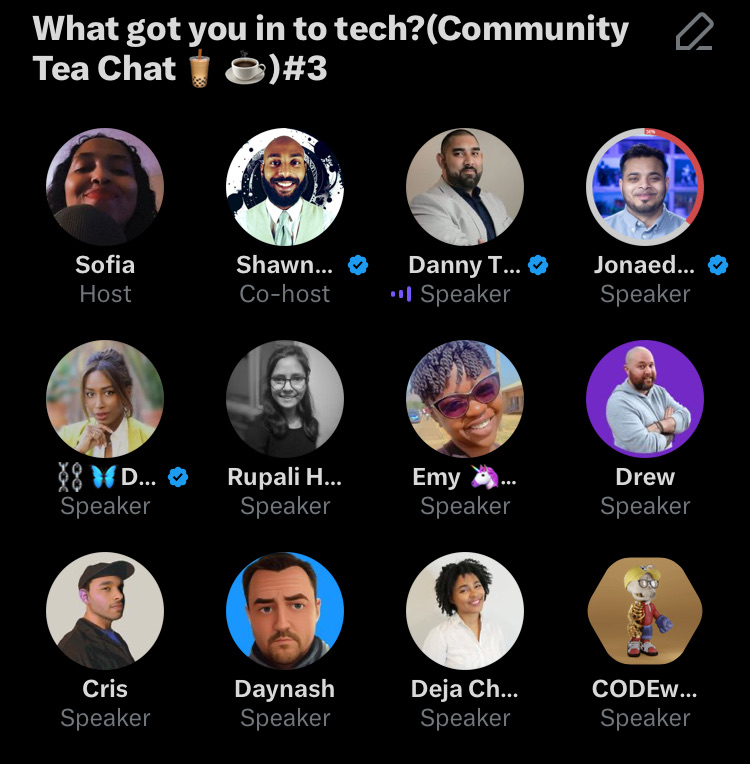 What got you in to tech?(Community
Tea Chat 🧋 ☕)#3
Sofia Shawn... Danny T... Jonaed...
Host Co-host Speaker Speaker
⛓️ 🦋 D... Rupali H... Emy 🦄... Drew
Speaker Speaker Speaker Speaker
Cris Daynash Deja Ch... CODEw...
Speaker Speaker Speaker Speaker